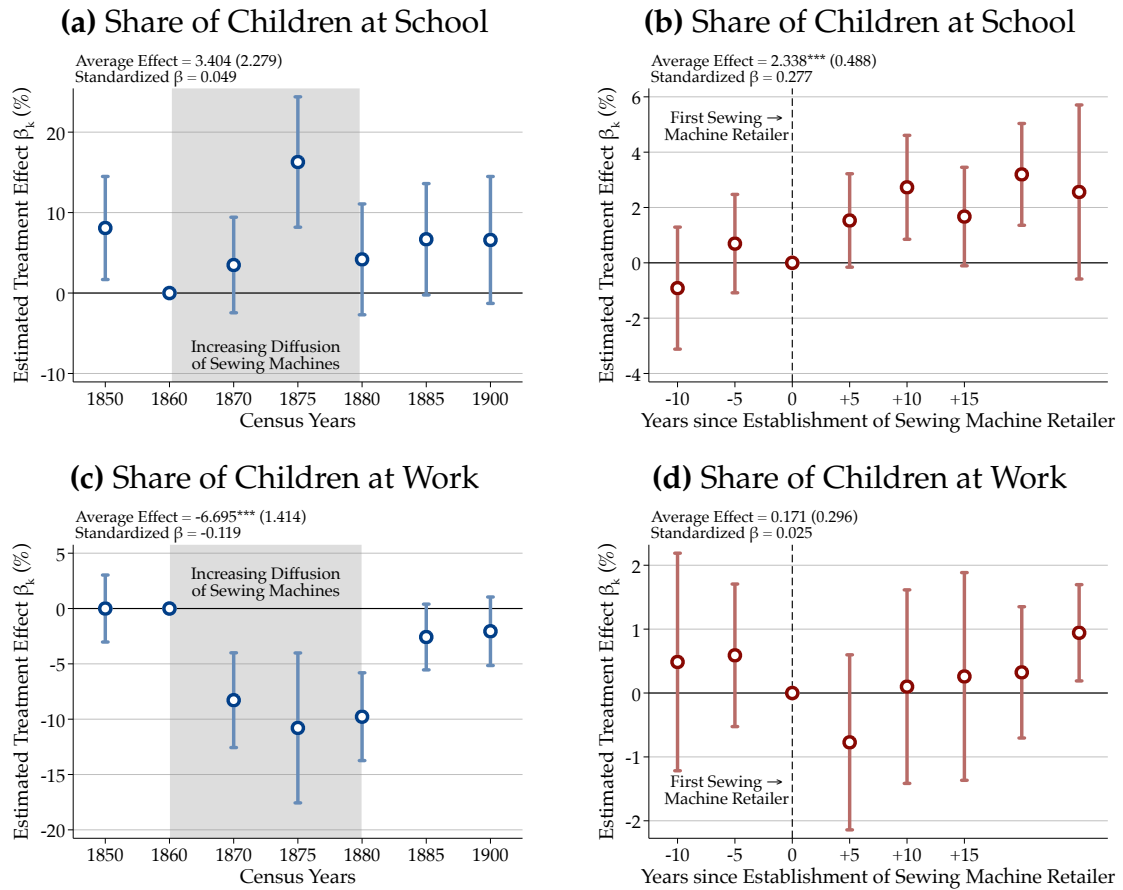 (a) Share of Children at School
Average Effect = 3.404 (2.279)
Standardized β = 0.049
Estimated Treatment Effect βk (%)
20
10
0
-10
Increasing Diffusion
of Sewing Machines
1850 1860 1870 1875 1880 1885 1900
Census Years
(b) Share of Children at School
Average Effect = 2.338*** (0.488)
Standardized β = 0.277
Estimated Treatment Effect βk (%)
6
4
2
0
-2
-4
First Sewing →
Machine Retailer
-10 -5 0 +5 +10 +15
Years since Establishment of Sewing Machine Retailer
(c) Share of Children at Work
Average Effect = -6.695*** (1.414)
Standardized β = -0.119
Estimated Treatment Effect βk (%)
5
0
-5
-10
-15
-20
Increasing Diffusion
of Sewing Machines
1850 1860 1870 1875 1880 1885 1900
Census Years
(d) Share of Children at Work
Average Effect = 0.171 (0.296)
Standardized β = 0.025
Estimated Treatment Effect βk (%)
2
1
0
-1
-2
First Sewing →
Machine Retailer
-10 -5 0 +5 +10 +15
Years since Establishment of Sewing Machine Retailer